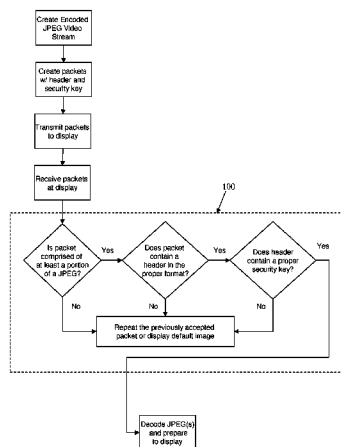 Create Encoded
JPEG Video
Stream
Create packets
w/ header and
security key
Transmit packets
to display
Receive packets
at display
100
Is packet
comprised of
at least a portion
of a JPEG?
Yes
Does packet
contain a
header in the
proper format?
Yes
Does header
contain a proper
security key?
Yes
No
No
No
Repeat the previously accepted
packet or display default image
Decode JPEG(s)
and prepare
to display